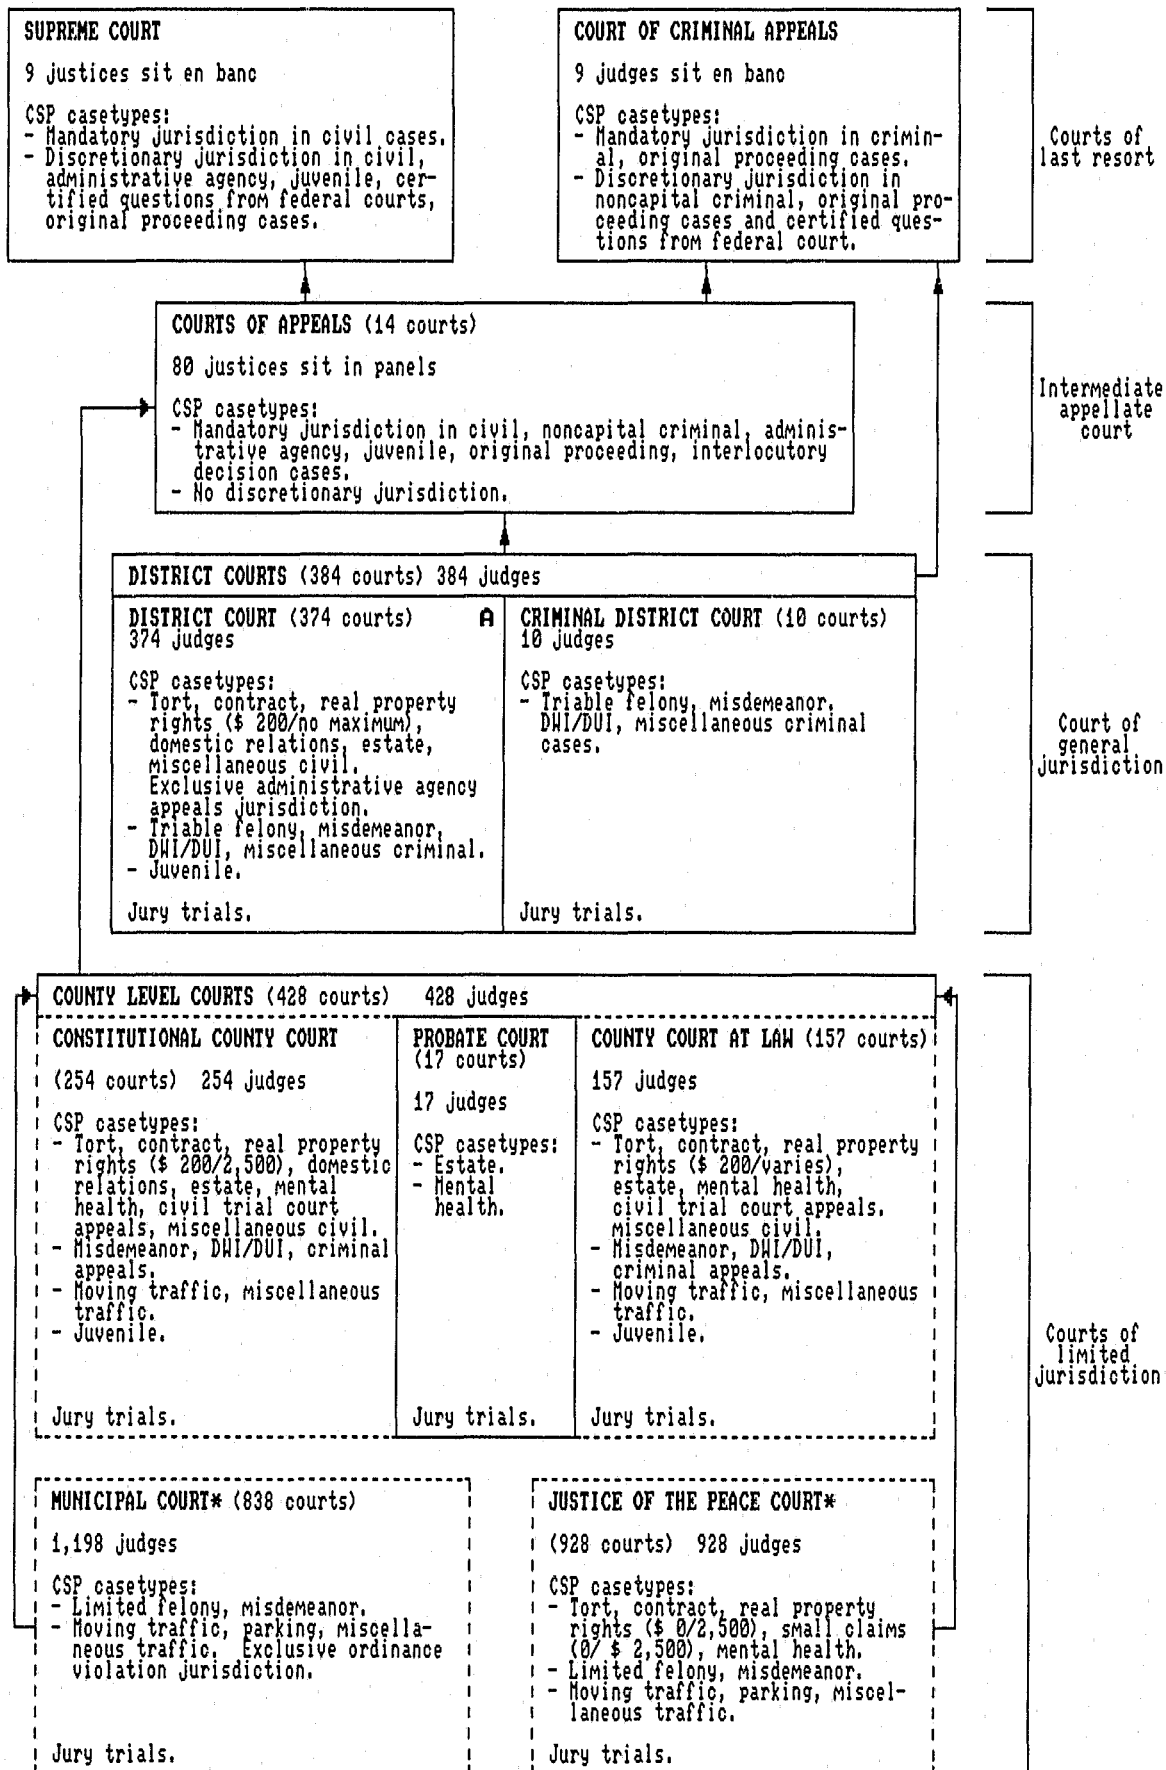 SUPREME COURT
9 justices sit en banc
CSP casetypes:
- Mandatory jurisdiction in civil cases.
- Discretionary jurisdiction in civil,
administrative agency, juvenile, cer-
tified questions from federal courts,
original proceeding cases.
COURT OF CRIMINAL APPEALS
9 judges sit en banc
CSP casetypes:
- Mandatory jurisdiction in crimin-
al, original proceeding cases.
- Discretionary jurisdiction in
noncapital criminal, original pro-
ceeding cases and certified ques-
tions from federal court.
Courts of
last resort
COURTS OF APPEALS (14 courts)
80 justices sit in panels
CSP casetypes:
- Mandatory jurisdiction in civil, noncapital criminal, adminis-
trative agency, juvenile, original proceeding, interlocutory
decision cases.
- No discretionary jurisdiction.
Intermediate
appellate
court
DISTRICT COURTS (384 courts) 384 judges
DISTRICT COURT (374 courts) A
374 judges
CSP casetypes:
- Tort, contract, real property
rights ($ 200/no maximum),
domestic relations, estate,
miscellaneous civil.
Exclusive administrative agency
appeals jurisdiction.
- Triable felony, misdemeanor,
DWI/DUI, miscellaneous criminal.
- Juvenile.
Jury trials.
CRIMINAL DISTRICT COURT (10 courts)
10 judges
CSP casetypes:
- Triable felony, misdemeanor.
DWI/DUI, miscellaneous criminal
cases.
Jury trials.
Court of
general
jurisdiction
COUNTY LEVEL COURTS (428 courts) 428 judges
CONSTITUTIONAL COUNTY COURT
(254 courts) 254 judges
CSP casetypes:
- Tort, contract, real property
rights ($ 200/2,500), domestic
relations, estate, mental
health, civil trial court
appeals, miscellaneous civil.
- Misdemeanor, DWI/DUI, criminal
appeals.
- Moving traffic, miscellaneous
traffic.
- Juvenile.
Jury trials.
PROBATE COURT
(17 courts)
17 judges
CSP casetypes:
- Estate.
- Mental
health.
Jury trials.
COUNTY COURT AT LAW (157 courts)
157 judges
CSP casetypes:
- Tort, contract, real property
rights ($ 200/varies),
estate, mental health,
civil trial court appeals.
miscellaneous civil.
- Misdemeanor, DWI/DUI,
criminal appeals.
- Moving traffic, miscellaneous
traffic.
- Juvenile.
Jury trials.
Courts of
limited
jurisdiction
MUNICIPAL COURT* (838 courts)
1,198 judges
CSP casetypes:
- Limited felony, misdemeanor.
- Moving traffic, parking, miscella-
neous traffic. Exclusive ordinance
violation jurisdiction.
Jury trials.
JUSTICE OF THE PEACE COURT*
(928 courts) 928 judges
CSP casetypes:
- Tort, contract, real property
rights ($ 0/2,500), small claims
(0/ $ 2,500), mental health.
- Limited felony, misdemeanor.
- Moving traffic, parking, miscel-
laneous traffic.
Jury trials.